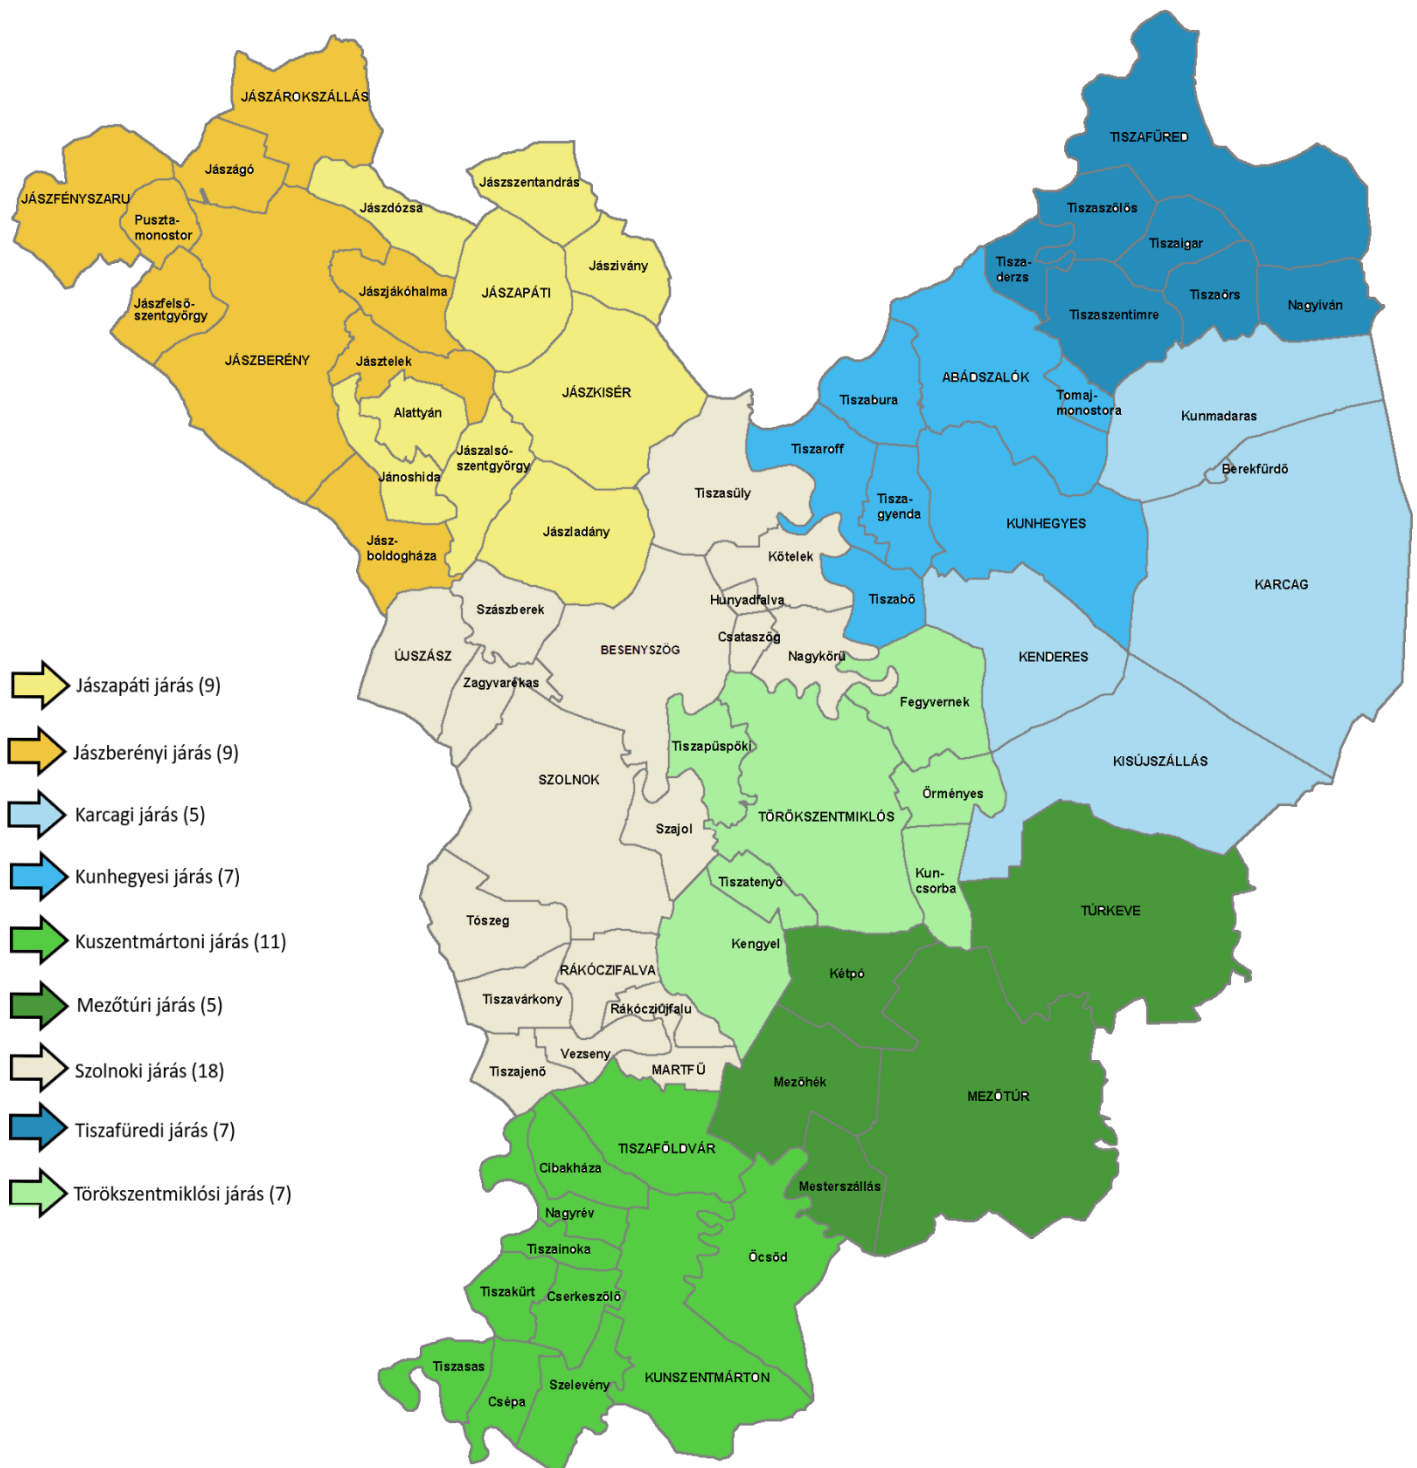 JÁSZÁROKSZÁLLÁS
TISZAFŰRED
Jászágó
Jászszentandrás
JÁSZFÉNYSZARU
Jászdózsa
Tiszaszőlős
Puszta-
monostor
Tiszaigar
Jászivány
Tisza-
derzs
Jászjákóhalma
JÁSZAPÁTI
Tiszaörs
Nagyiván
Jászfelső-
szentgyörgy
Tiszaszentimre
JÁSZBERÉNY
Jásztelek
ABÁDSZALÓK
JÁSZKISÉR
Tiszabura
Tomaj-
monostora
Alattyán
Kunmadaras
Jászalsó-
szentgyörgy
Tiszaroff
Berekfürdő
Jánoshida
Tiszasüly
Tisza-
gyenda
KUNHEGYES
Jászladány
Jász-
boldogháza
Kőtelek
KARCAG
Hunyadfalva
Tiszabő
Szászberek
Csataszög
BESENYSZÖG
ÚJSZÁSZ
Nagykörű
KENDERES
Zagyvarékas
Fegyvernek
Jászapáti járás (9)
Jászberényi járás (9)
Karcagi járás (5)
Kunhegyesi járás (7)
Kuszentmártoni járás (11)
Mezőtúri járás (5)
Szolnoki járás (18)
Tiszafüredi járás (7)
Törökszentmiklósi járás (7)
Tiszapüspöki
KISÚJSZÁLLÁS
SZOLNOK
Örményes
TÖRÖKSZENTMIKLÓS
Szajol
Kun-
csorba
Tiszatenyő
TÚRKEVE
Tószeg
Kengyel
RÁKÓCZIFALVA
Kétpó
Tiszavárkony
Rákócziújfalu
Vezseny
Tiszajenő
MARTFŰ
Mezőhék
MEZŐTÚR
TISZAFÖLDVÁR
Cibakháza
Mesterszállás
Nagyrév
Tiszainoka
Öcsöd
Tiszakürt
Cserkeszőlő
Tiszasas
KUNSZENTMÁRTON
Szelevény
Csépa